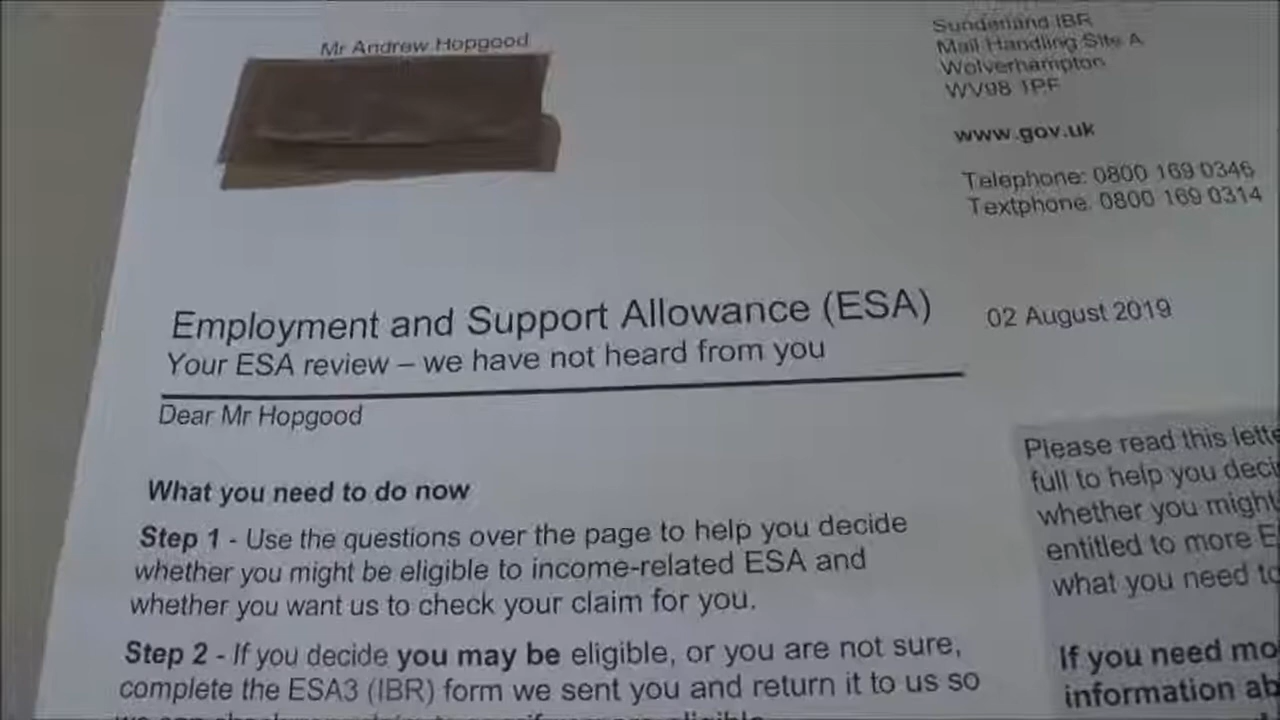 Mr Andrew Hopgood
Sunderland IBR
Mail Handling Site A
Wolverhampton
WV98 1PF
www.gov.uk
Telephone: 0800 169 0346
Textphone: 0800 169 0314
Employment and Support Allowance (ESA)
Your ESA review – we have not heard from you
02 August 2019
Dear Mr Hopgood
What you need to do now
Step 1 - Use the questions over the page to help you decide
whether you might be eligible to income-related ESA and
whether you want us to check your claim for you.
Step 2 - If you decide you may be eligible, or you are not sure,
complete the ESA3 (IBR) form we sent you and return it to us so
Please read this lette
full to help you deci
whether you might
entitled to more E
what you need to
If you need mo
information ab